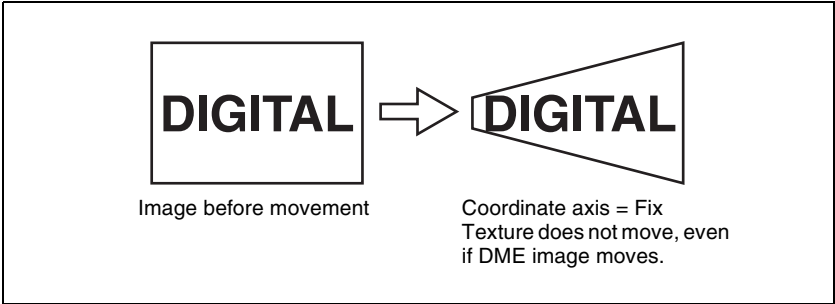 DIGITAL
DIGITAL
Image before movement
Coordinate axis = Fix
Texture does not move, even
if DME image moves.